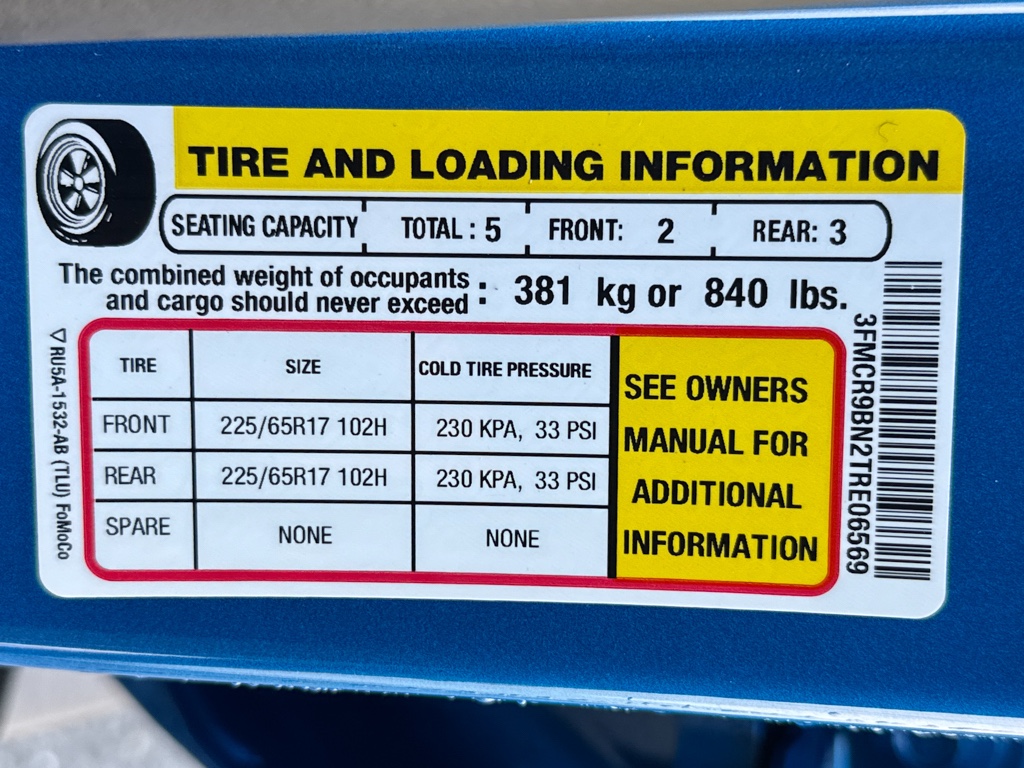 TIRE AND LOADING INFORMATION
SEATING CAPACITY TOTAL : 5 FRONT: 2 REAR: 3
The combined weight of occupants
and cargo should never exceed : 381 kg or 840 lbs.
TIRE SIZE COLD TIRE PRESSURE
FRONT 225/65R17 102H 230 KPA, 33 PSI
REAR 225/65R17 102H 230 KPA, 33 PSI
SPARE NONE NONE
SEE OWNERS
MANUAL FOR
ADDITIONAL
INFORMATION
3FMCR9BN2TRE06569
▽RU5A-1532-AB (TLU) FoMoCo